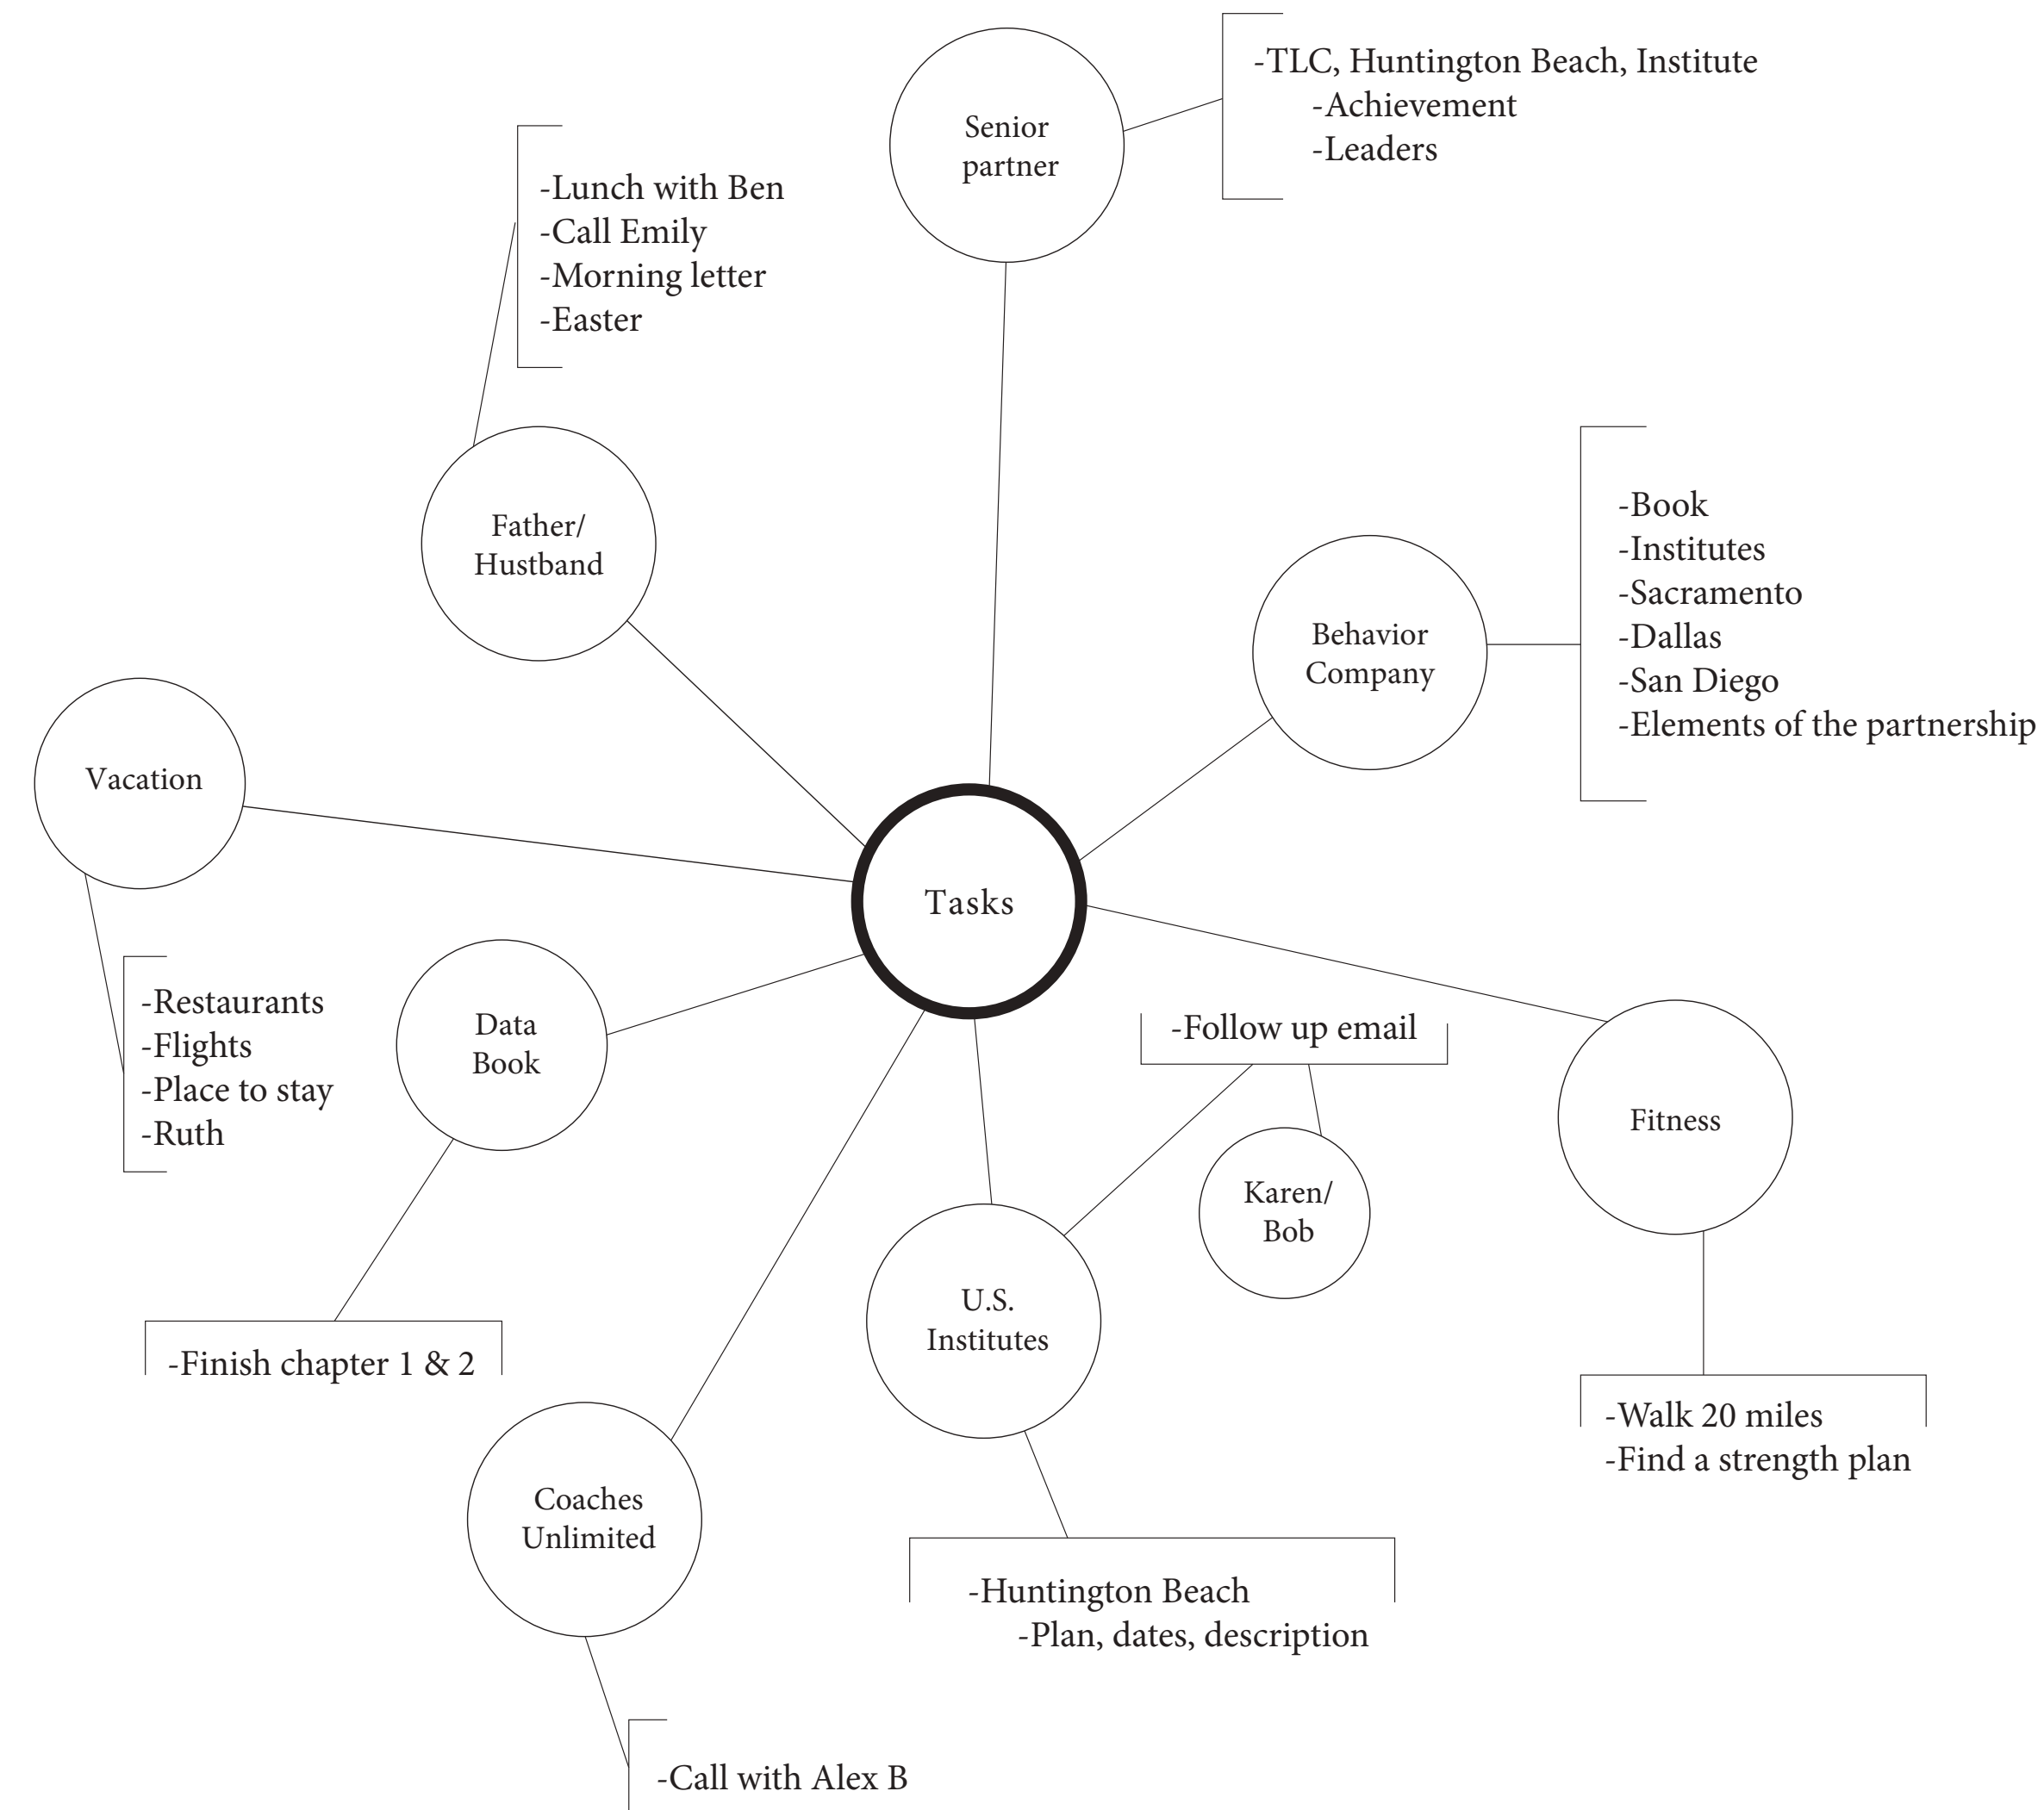 Senior
partner
-TLC, Huntington Beach, Institute
-Achievement
-Leaders
-Lunch with Ben
-Call Emily
-Morning letter
-Easter
Father/
Hustband
Behavior
Company
-Book
-Institutes
-Sacramento
-Dallas
-San Diego
-Elements of the partnership
Vacation
-Restaurants
-Flights
-Place to stay
-Ruth
Tasks
Data
Book
-Finish chapter 1 & 2
-Follow up email
Karen/
Bob
Fitness
-Walk 20 miles
-Find a strength plan
U.S.
Institutes
-Huntington Beach
-Plan, dates, description
Coaches
Unlimited
-Call with Alex B